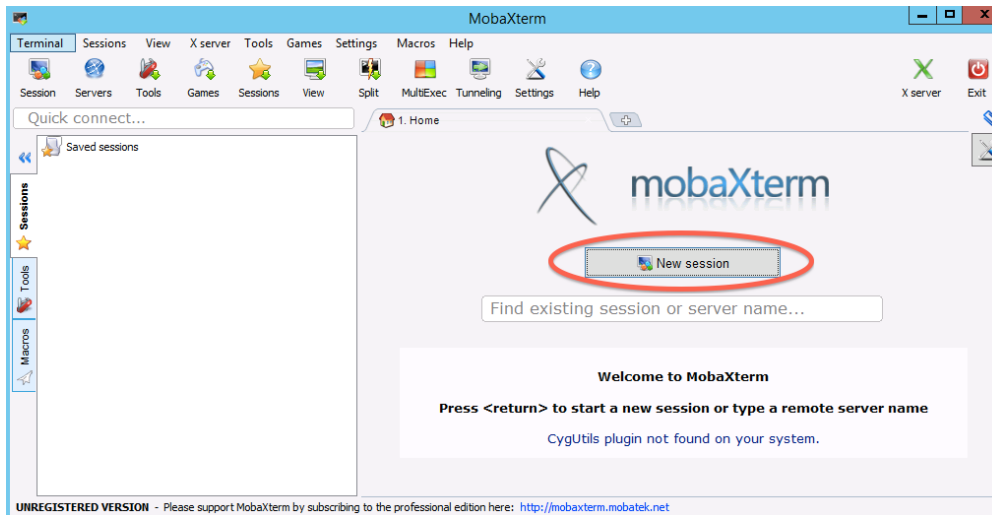 MobaXterm
Terminal Sessions View X server Tools Games Settings Macros Help
Session Servers Tools Games Sessions View Split MultiExec Tunneling Settings Help X server Exit
Quick connect...
1. Home
Saved sessions
Sessions
Tools
Macros
mobaXterm
New session
Find existing session or server name...
Welcome to MobaXterm
Press <return> to start a new session or type a remote server name
CygUtils plugin not found on your system.
UNREGISTERED VERSION - Please support MobaXterm by subscribing to the professional edition here: http://mobaxterm.mobatek.net